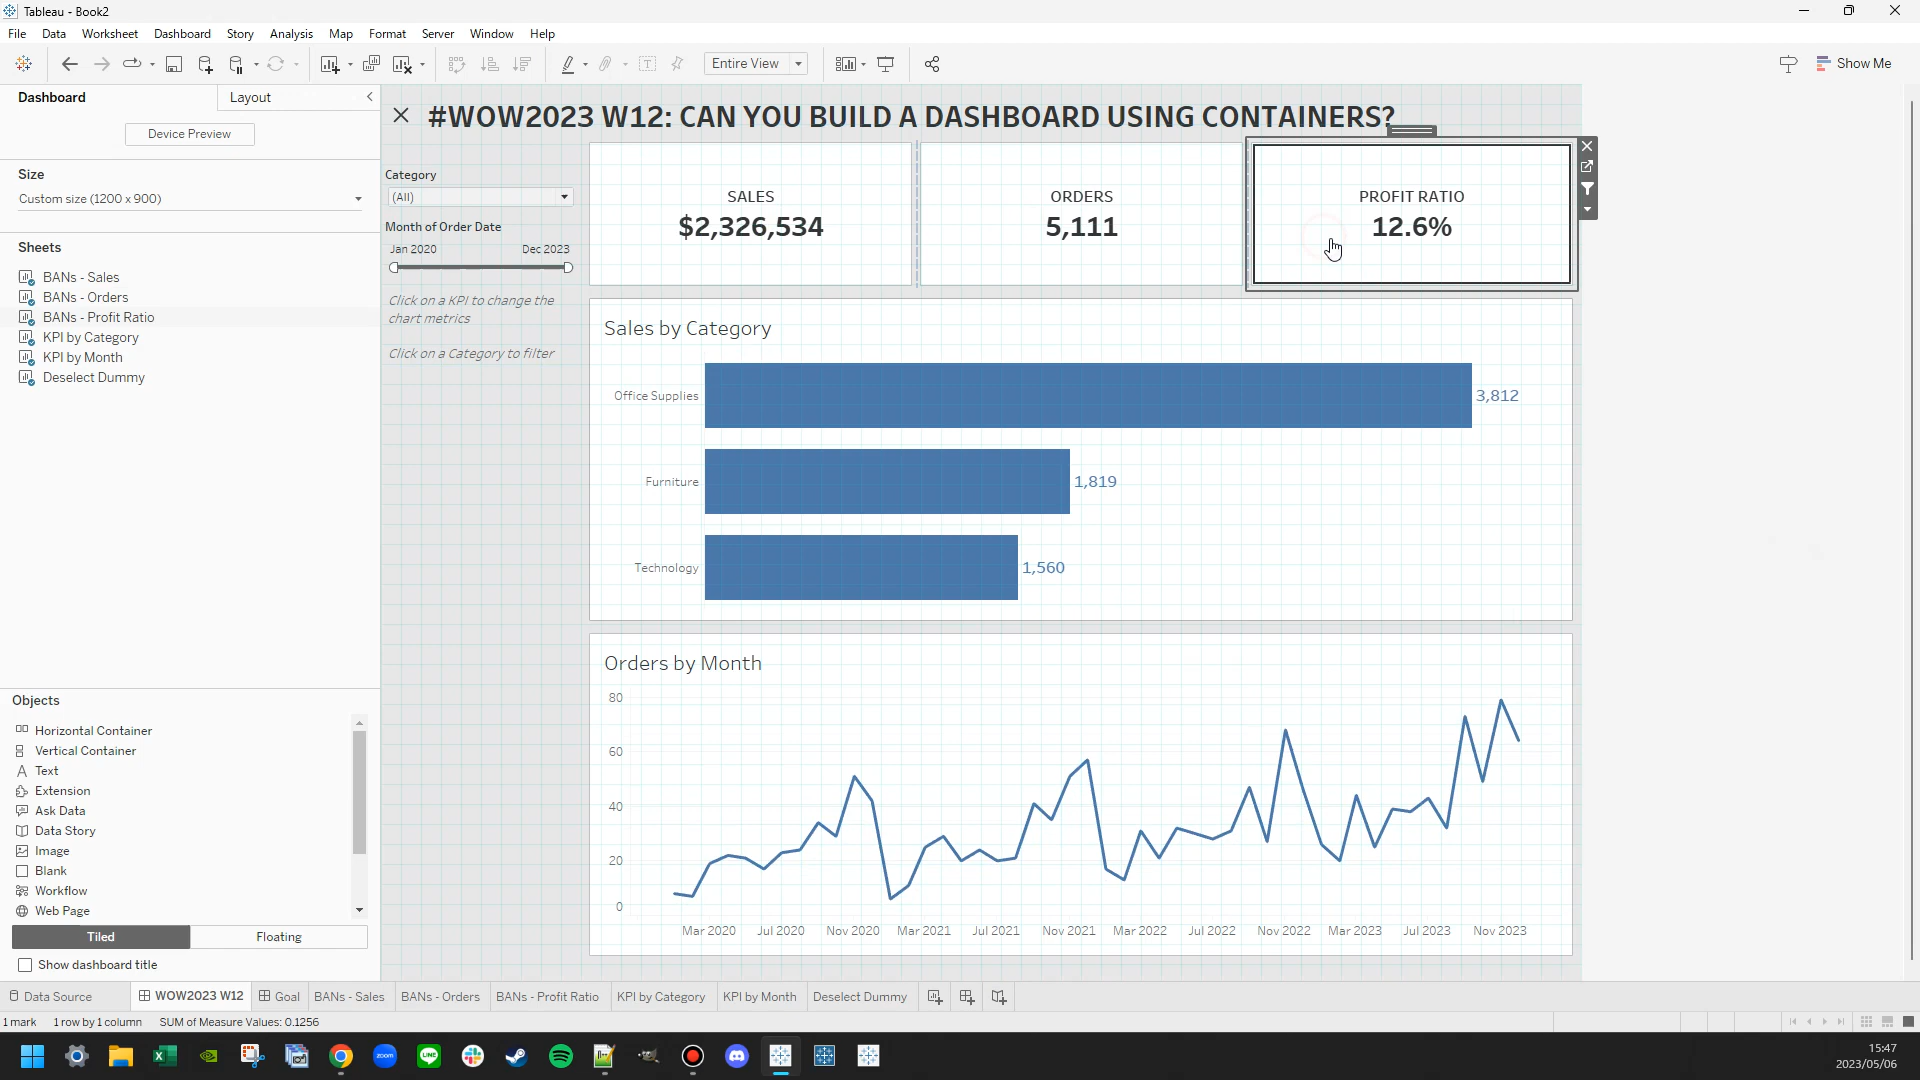 Tableau - Book2
File Data Worksheet Dashboard Story Analysis Map Format Server Window Help
Entire View
Show Me
Dashboard
Layout
Device Preview
Size
Custom size (1200 x 900)
Sheets
BANs - Sales
BANs - Orders
BANs - Profit Ratio
KPI by Category
KPI by Month
Deselect Dummy
Objects
Horizontal Container
Vertical Container
Text
Extension
Ask Data
Data Story
Image
Blank
Workflow
Web Page
Tiled
Floating
Show dashboard title
#WOW2023 W12: CAN YOU BUILD A DASHBOARD USING CONTAINERS?
Category
(All)
Month of Order Date
Jan 2020 Dec 2023
Click on a KPI to change the
chart metrics
Click on a Category to filter
SALES
$2,326,534
ORDERS
5,111
PROFIT RATIO
12.6%
Sales by Category
Office Supplies 3,812
Furniture 1,819
Technology 1,560
Orders by Month
80
60
40
20
0
Mar 2020 Jul 2020 Nov 2020 Mar 2021 Jul 2021 Nov 2021 Mar 2022 Jul 2022 Nov 2022 Mar 2023 Jul 2023 Nov 2023
Data Source WOW2023 W12 Goal BANs - Sales BANs - Orders BANs - Profit Ratio KPI by Category KPI by Month Deselect Dummy
1 mark 1 row by 1 column SUM of Measure Values: 0.1256
zoom
LINE
15:47
2023/05/06